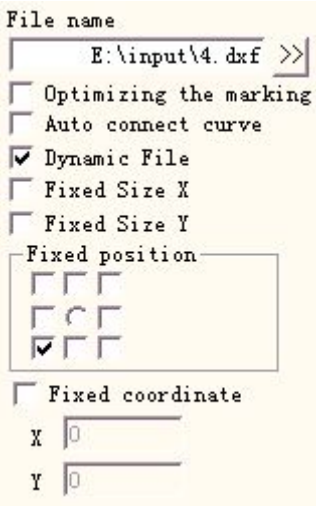 File name
E:\input\4.dxf >>
Optimizing the marking
Auto connect curve
Dynamic File
Fixed Size X
Fixed Size Y
Fixed position
Fixed coordinate
X 0
Y 0